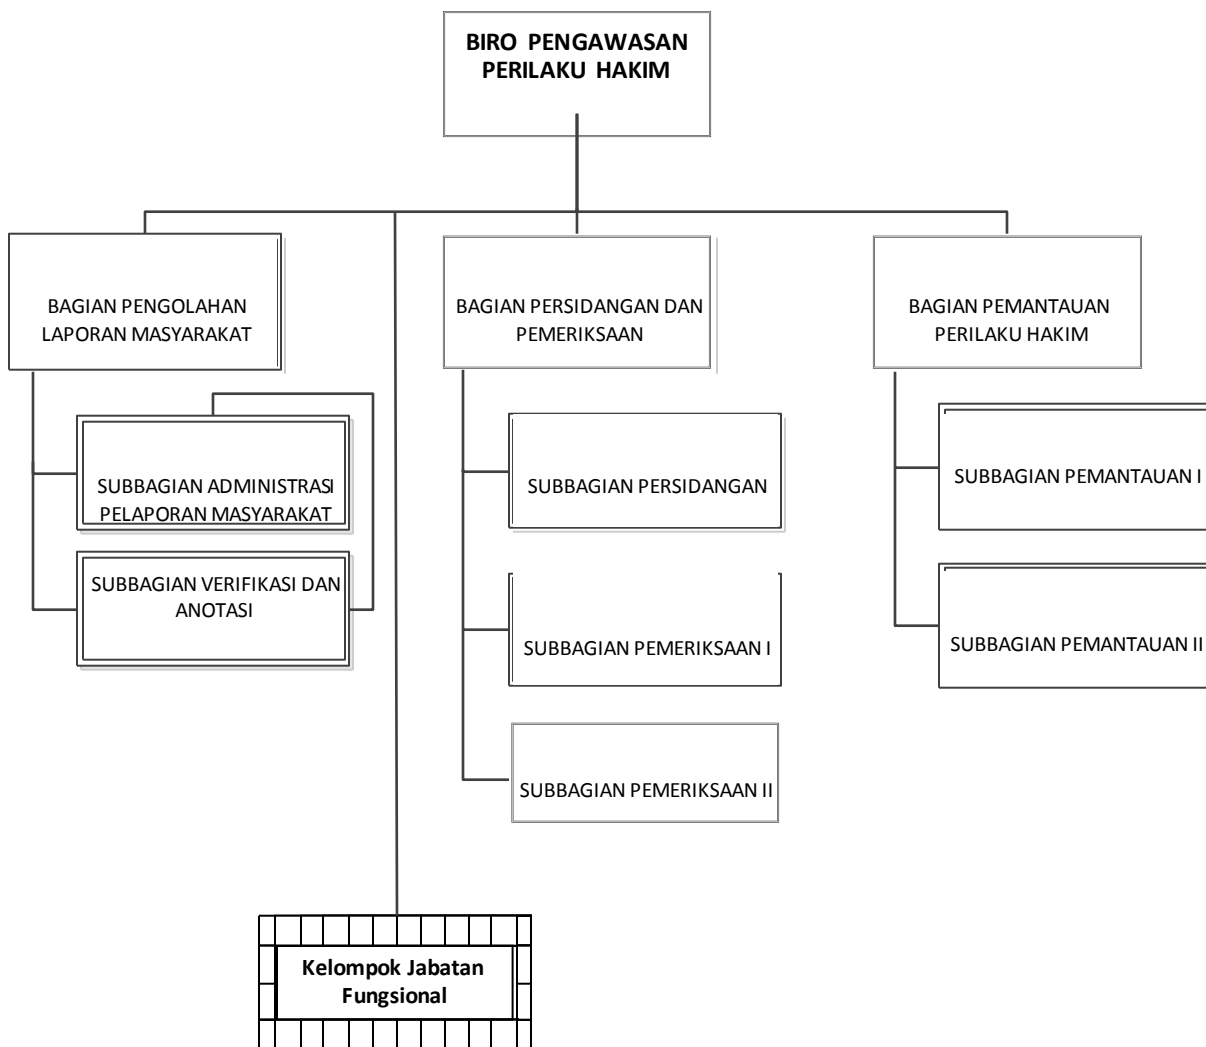 BIRO PENGAWASAN
PERILAKU HAKIM
BAGIAN PENGOLAHAN
LAPORAN MASYARAKAT
SUBBAGIAN ADMINISTRASI
PELAPORAN MASYARAKAT
SUBBAGIAN VERIFIKASI DAN
ANOTASI
BAGIAN PERSIDANGAN DAN
PEMERIKSAAN
SUBBAGIAN PERSIDANGAN
SUBBAGIAN PEMERIKSAAN I
SUBBAGIAN PEMERIKSAAN II
BAGIAN PEMANTAUAN
PERILAKU HAKIM
SUBBAGIAN PEMANTAUAN I
SUBBAGIAN PEMANTAUAN II
Kelompok Jabatan
Fungsional